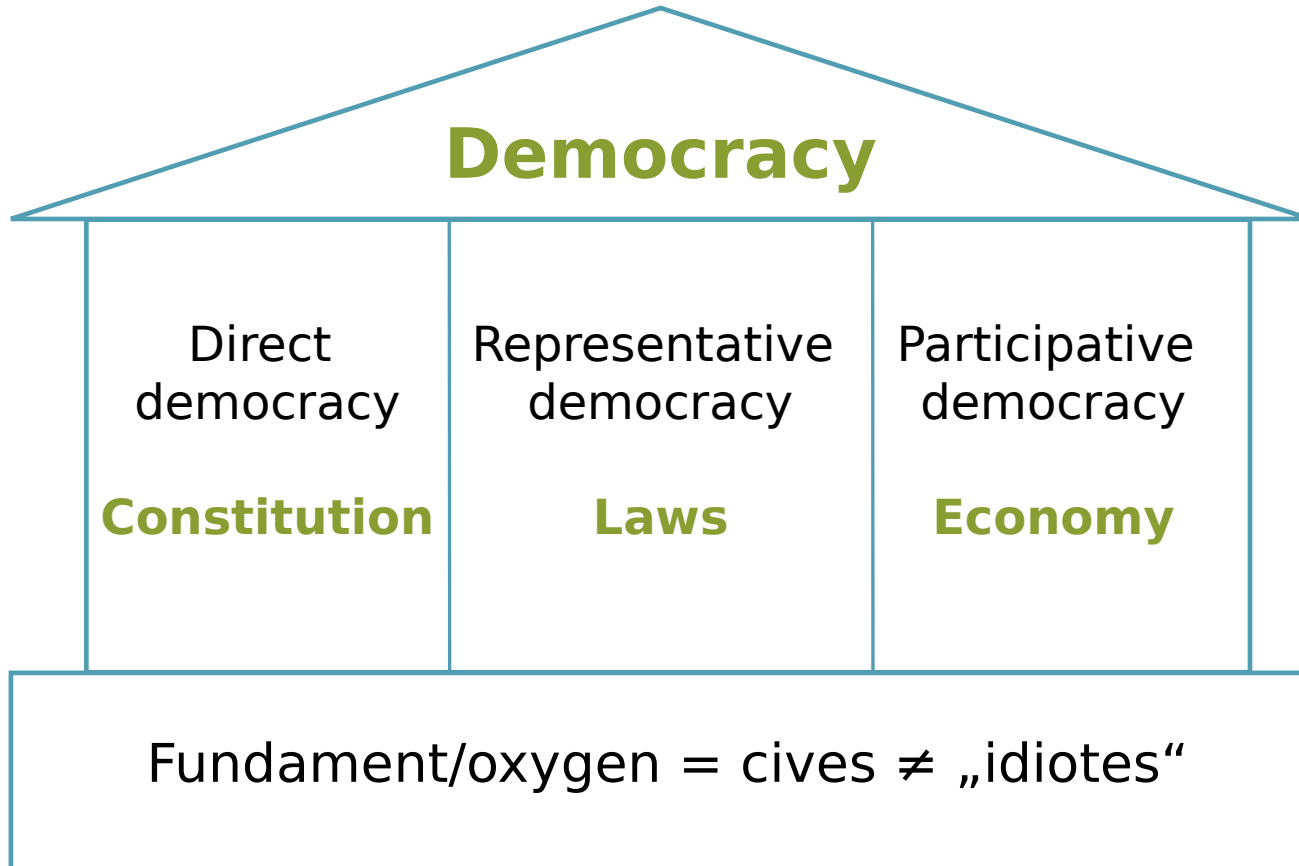 Democracy
Direct
democracy
Constitution
Representative
democracy
Laws
Participative
democracy
Economy
Fundament/oxygen = cives ≠ „idiotes“